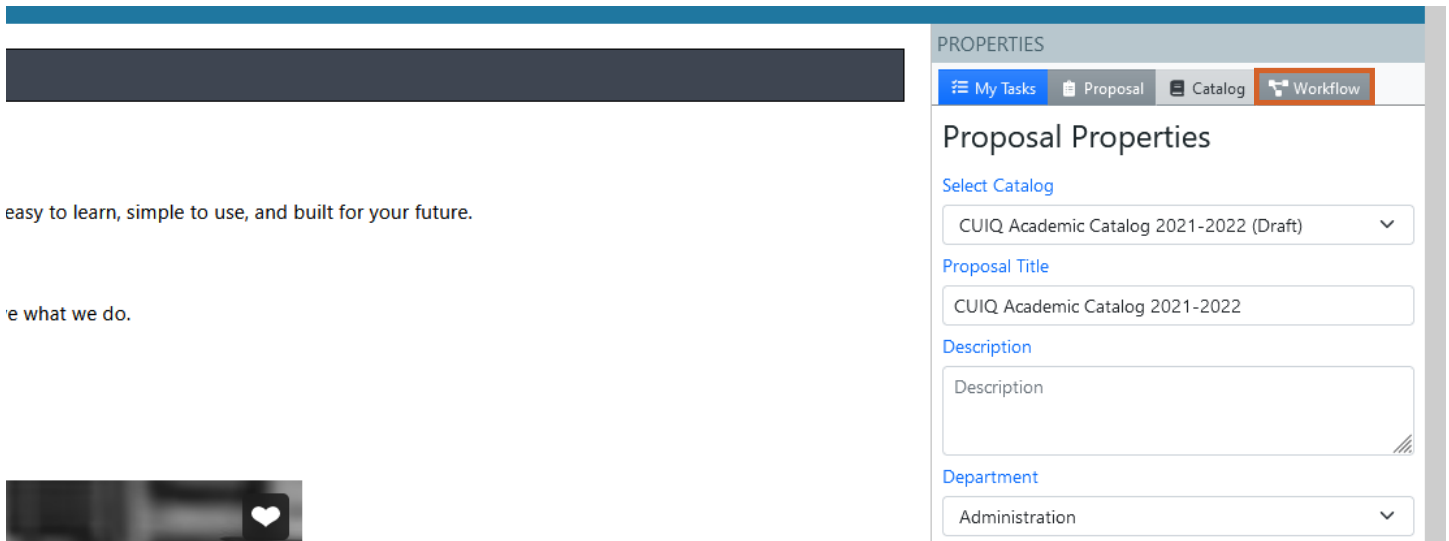 PROPERTIES
My Tasks Proposal Catalog Workflow
Proposal Properties
Select Catalog
easy to learn, simple to use, and built for your future.
CUIQ Academic Catalog 2021-2022 (Draft)
Proposal Title
CUIQ Academic Catalog 2021-2022
e what we do.
Description
Description
Department
Administration